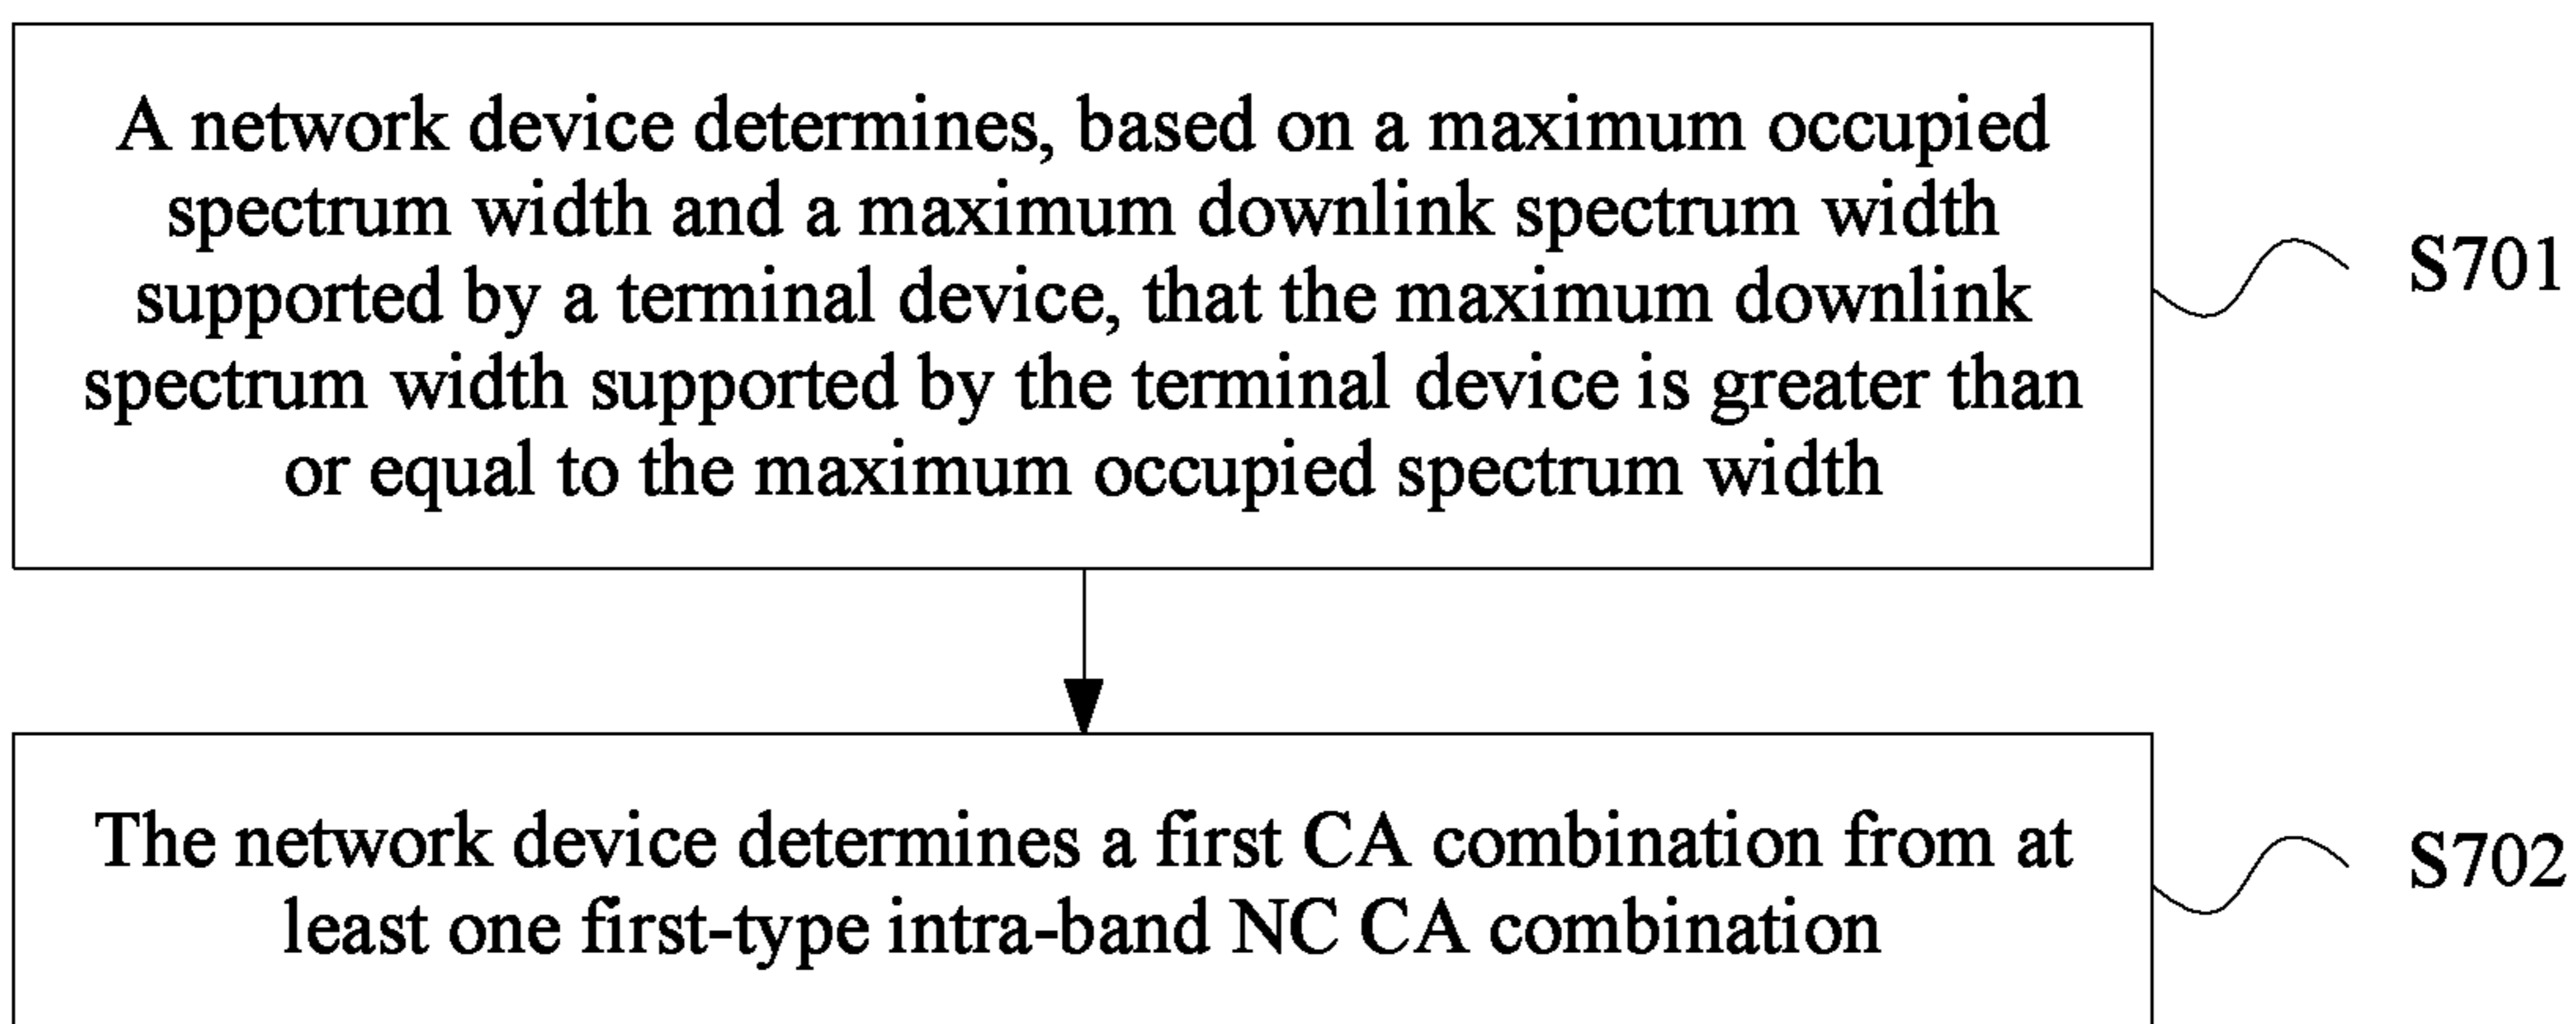 A network device determines, based on a maximum occupied
spectrum width and a maximum downlink spectrum width
supported by a terminal device, that the maximum downlink
spectrum width supported by the terminal device is greater than
or equal to the maximum occupied spectrum width
S701
The network device determines a first CA combination from at
least one first-type intra-band NC CA combination
S702